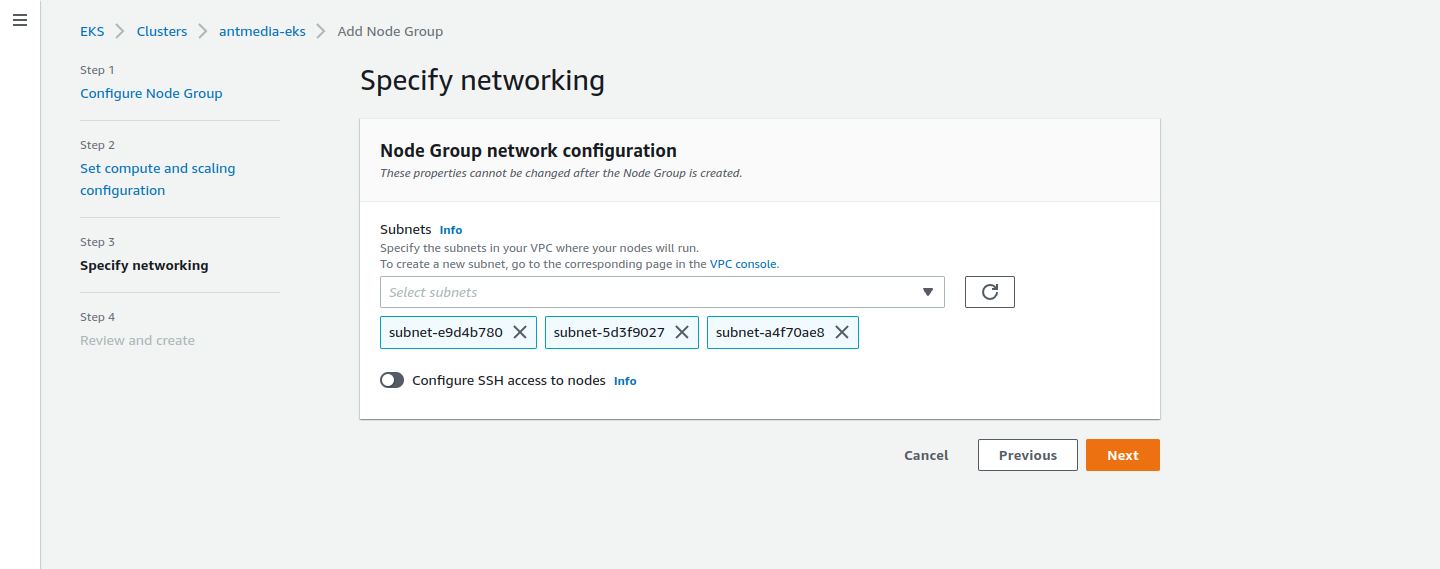 EKS Clusters antmedia-eks Add Node Group
Step 1
Configure Node Group
Step 2
Set compute and scaling
configuration
Step 3
Specify networking
Step 4
Review and create
Specify networking
Node Group network configuration
These properties cannot be changed after the Node Group is created.
Subnets Info
Specify the subnets in your VPC where your nodes will run.
To create a new subnet, go to the corresponding page in the VPC console.
Select subnets
subnet-e9d4b780 subnet-5d3f9027 subnet-a4f70ae8
Configure SSH access to nodes Info
Cancel Previous Next